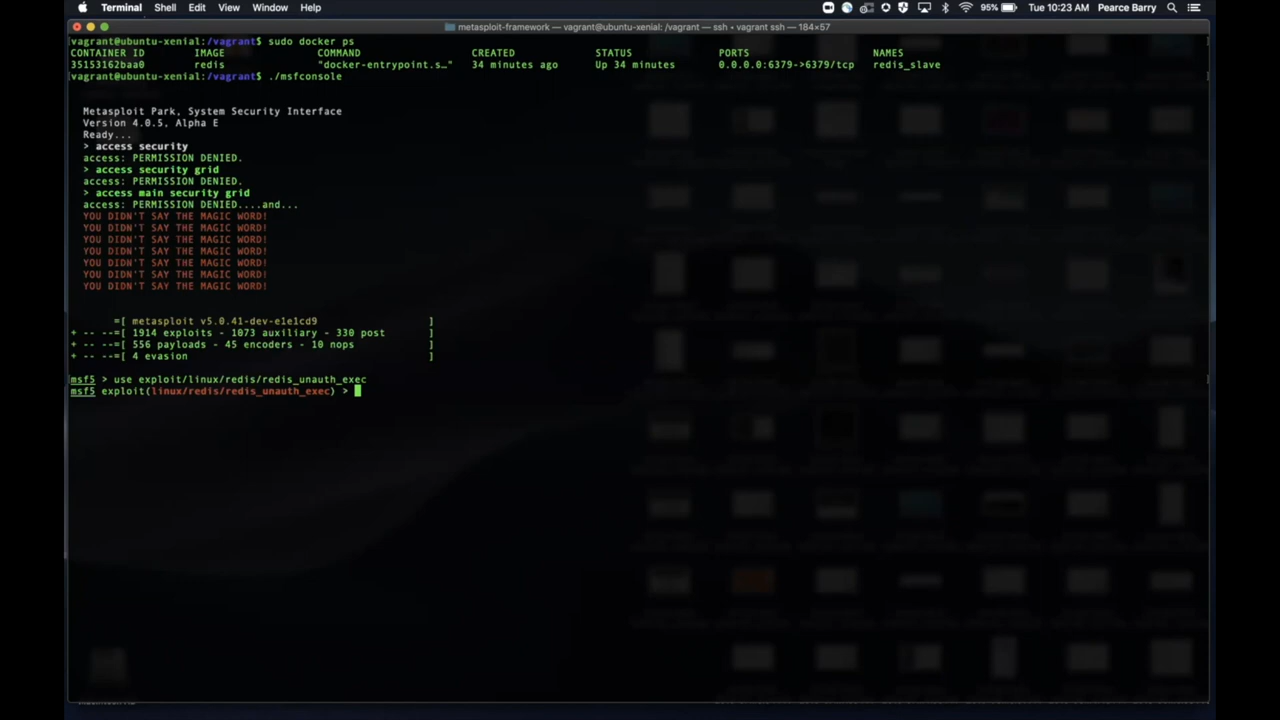 Terminal Shell Edit View Window Help 95% Tue 10:23 AM Pearce Barry
metasploit-framework — vagrant@ubuntu-xenial: /vagrant — ssh • vagrant ssh — 184×57
[vagrant@ubuntu-xenial:/vagrant$ sudo docker ps ]
CONTAINER ID IMAGE COMMAND CREATED STATUS PORTS NAMES
35153162baa0 redis "docker-entrypoint.s…" 34 minutes ago Up 34 minutes 0.0.0.0:6379->6379/tcp redis_slave
[vagrant@ubuntu-xenial:/vagrant$ ./msfconsole ]
Metasploit Park, System Security Interface
Version 4.0.5, Alpha E
Ready...
> access security
access: PERMISSION DENIED.
> access security grid
access: PERMISSION DENIED.
> access main security grid
access: PERMISSION DENIED....and...
YOU DIDN'T SAY THE MAGIC WORD!
YOU DIDN'T SAY THE MAGIC WORD!
YOU DIDN'T SAY THE MAGIC WORD!
YOU DIDN'T SAY THE MAGIC WORD!
YOU DIDN'T SAY THE MAGIC WORD!
YOU DIDN'T SAY THE MAGIC WORD!
YOU DIDN'T SAY THE MAGIC WORD!
=[ metasploit v5.0.41-dev-e1e1cd9 ]
+ -- --=[ 1914 exploits - 1073 auxiliary - 330 post ]
+ -- --=[ 556 payloads - 45 encoders - 10 nops ]
+ -- --=[ 4 evasion ]
[msf5 > use exploit/linux/redis/redis_unauth_exec ]
msf5 exploit(linux/redis/redis_unauth_exec) >